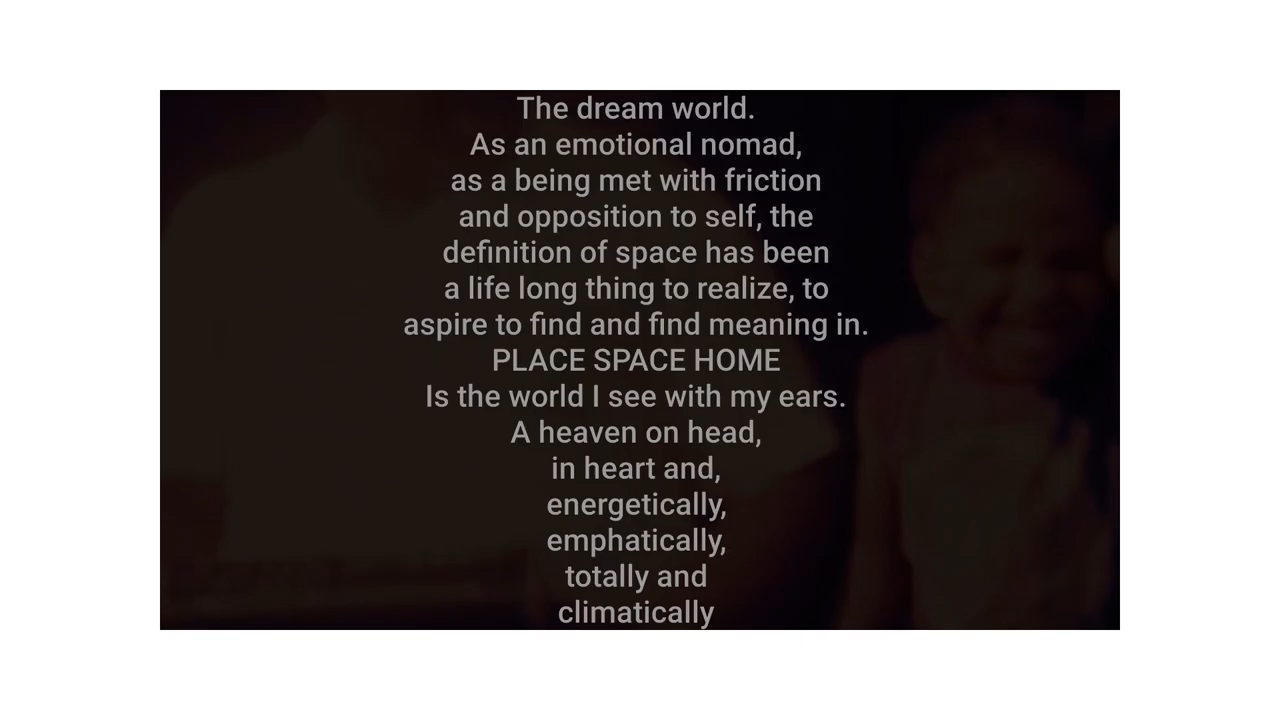 The dream world.
As an emotional nomad,
as a being met with friction
and opposition to self, the
definition of space has been
a life long thing to realize, to
aspire to find and find meaning in.
PLACE SPACE HOME
Is the world I see with my ears.
A heaven on head,
in heart and,
energetically,
emphatically,
totally and
climatically